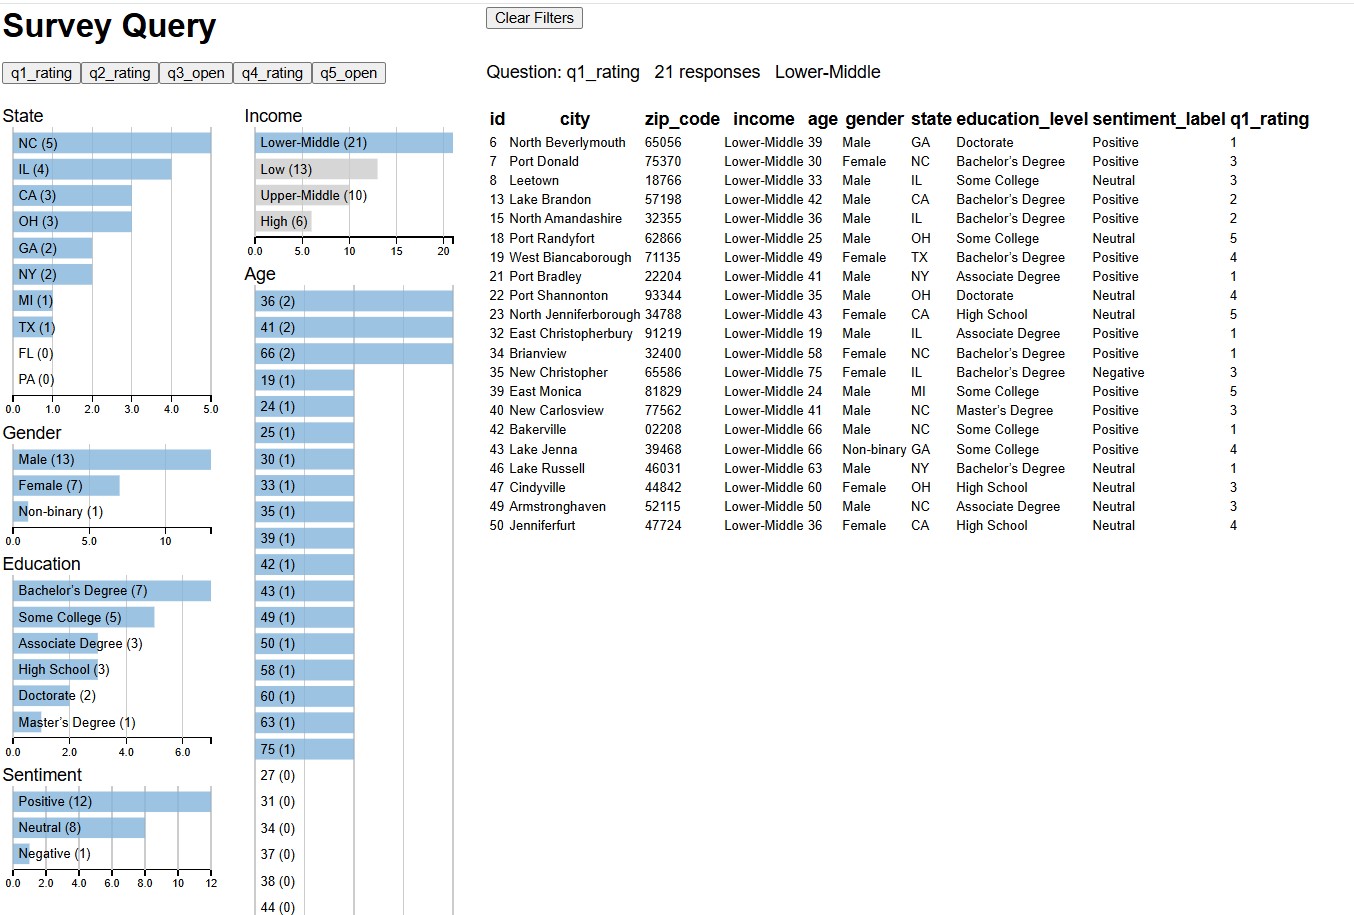 Survey Query
q1_rating q2_rating q3_open q4_rating q5_open
State
NC (5)
IL (4)
CA (3)
OH (3)
GA (2)
NY (2)
MI (1)
TX (1)
FL (0)
PA (0)
0.0 1.0 2.0 3.0 4.0 5.0
Gender
Male (13)
Female (7)
Non-binary (1)
0.0 5.0 10
Education
Bachelor's Degree (7)
Some College (5)
Associate Degree (3)
High School (3)
Doctorate (2)
Master's Degree (1)
0.0 2.0 4.0 6.0
Sentiment
Positive (12)
Neutral (8)
Negative (1)
0.0 2.0 4.0 6.0 8.0 10 12
Income
Lower-Middle (21)
Low (13)
Upper-Middle (10)
High (6)
0.0 5.0 10 15 20
Age
36 (2)
41 (2)
66 (2)
19 (1)
24 (1)
25 (1)
30 (1)
33 (1)
35 (1)
39 (1)
42 (1)
43 (1)
49 (1)
50 (1)
58 (1)
60 (1)
63 (1)
75 (1)
27 (0)
31 (0)
34 (0)
37 (0)
38 (0)
44 (0)
Clear Filters
Question: q1_rating 21 responses Lower-Middle
id city zip_code income age gender state education_level sentiment_label q1_rating
6 North Beverlymouth 65056 Lower-Middle 39 Male GA Doctorate Positive 1
7 Port Donald 75370 Lower-Middle 30 Female NC Bachelor's Degree Positive 3
8 Leetown 18766 Lower-Middle 33 Male IL Some College Neutral 3
13 Lake Brandon 57198 Lower-Middle 42 Male CA Bachelor's Degree Positive 2
15 North Amandashire 32355 Lower-Middle 36 Male IL Bachelor's Degree Positive 2
18 Port Randyfort 62866 Lower-Middle 25 Male OH Some College Neutral 5
19 West Biancaborough 71135 Lower-Middle 49 Female TX Bachelor's Degree Positive 4
21 Port Bradley 22204 Lower-Middle 41 Male NY Associate Degree Positive 1
22 Port Shannonton 93344 Lower-Middle 35 Male OH Doctorate Neutral 4
23 North Jenniferborough 34788 Lower-Middle 43 Female CA High School Neutral 5
32 East Christopherbury 91219 Lower-Middle 19 Male IL Associate Degree Positive 1
34 Brianview 32400 Lower-Middle 58 Female NC Bachelor's Degree Positive 1
35 New Christopher 65586 Lower-Middle 75 Female IL Bachelor's Degree Negative 3
39 East Monica 81829 Lower-Middle 24 Male MI Some College Positive 5
40 New Carlosview 77562 Lower-Middle 41 Male NC Master's Degree Positive 3
42 Bakerville 02208 Lower-Middle 66 Male NC Some College Positive 1
43 Lake Jenna 39468 Lower-Middle 66 Non-binary GA Some College Positive 4
46 Lake Russell 46031 Lower-Middle 63 Male NY Bachelor's Degree Neutral 1
47 Cindyville 44842 Lower-Middle 60 Female OH High School Neutral 3
49 Armstronghaven 52115 Lower-Middle 50 Male NC Associate Degree Neutral 3
50 Jenniferfurt 47724 Lower-Middle 36 Female CA High School Neutral 4